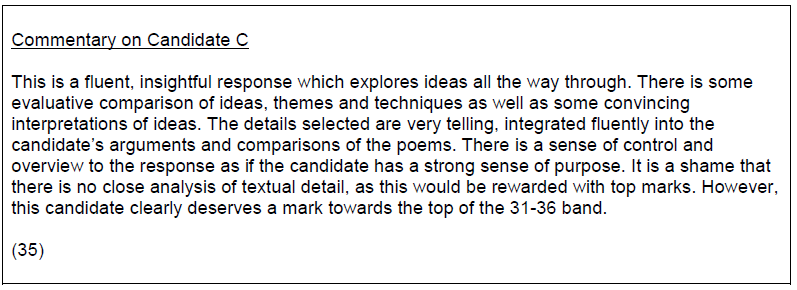 Commentary on Candidate C
This is a fluent, insightful response which explores ideas all the way through. There is some
evaluative comparison of ideas, themes and techniques as well as some convincing
interpretations of ideas. The details selected are very telling, integrated fluently into the
candidate's arguments and comparisons of the poems. There is a sense of control and
overview to the response as if the candidate has a strong sense of purpose. It is a shame that
there is no close analysis of textual detail, as this would be rewarded with top marks. However,
this candidate clearly deserves a mark towards the top of the 31-36 band.
(35)